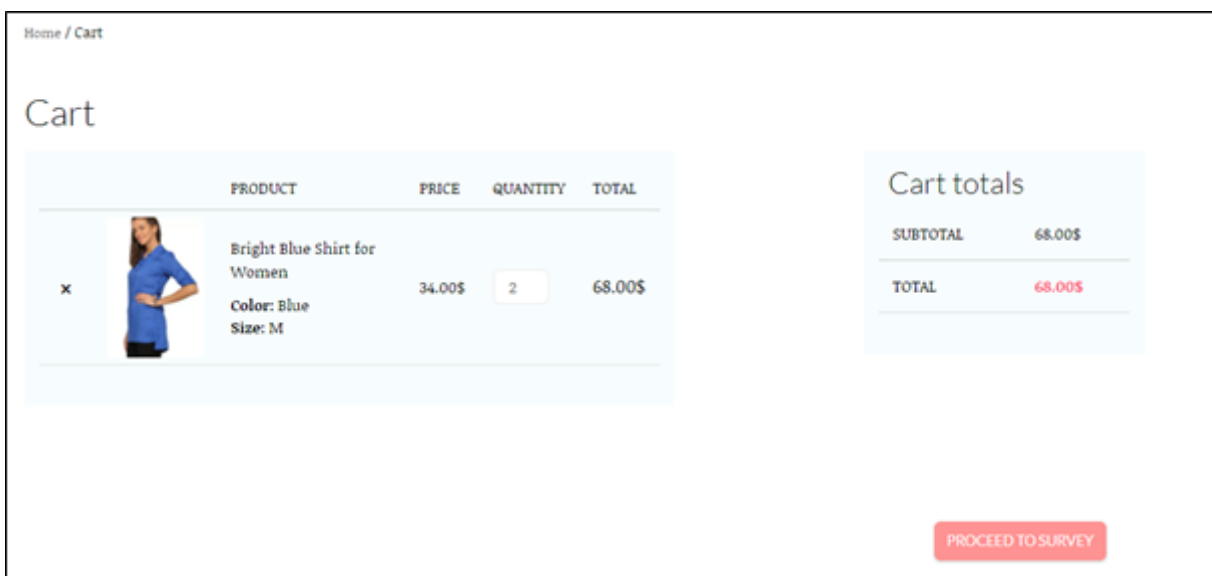 Home / Cart
Cart
PRODUCT PRICE QUANTITY TOTAL
Bright Blue Shirt for
Women
Color: Blue
Size: M
34.00$ 2 68.00$
Cart totals
SUBTOTAL 68.00$
TOTAL 68.00$
PROCEED TO SURVEY